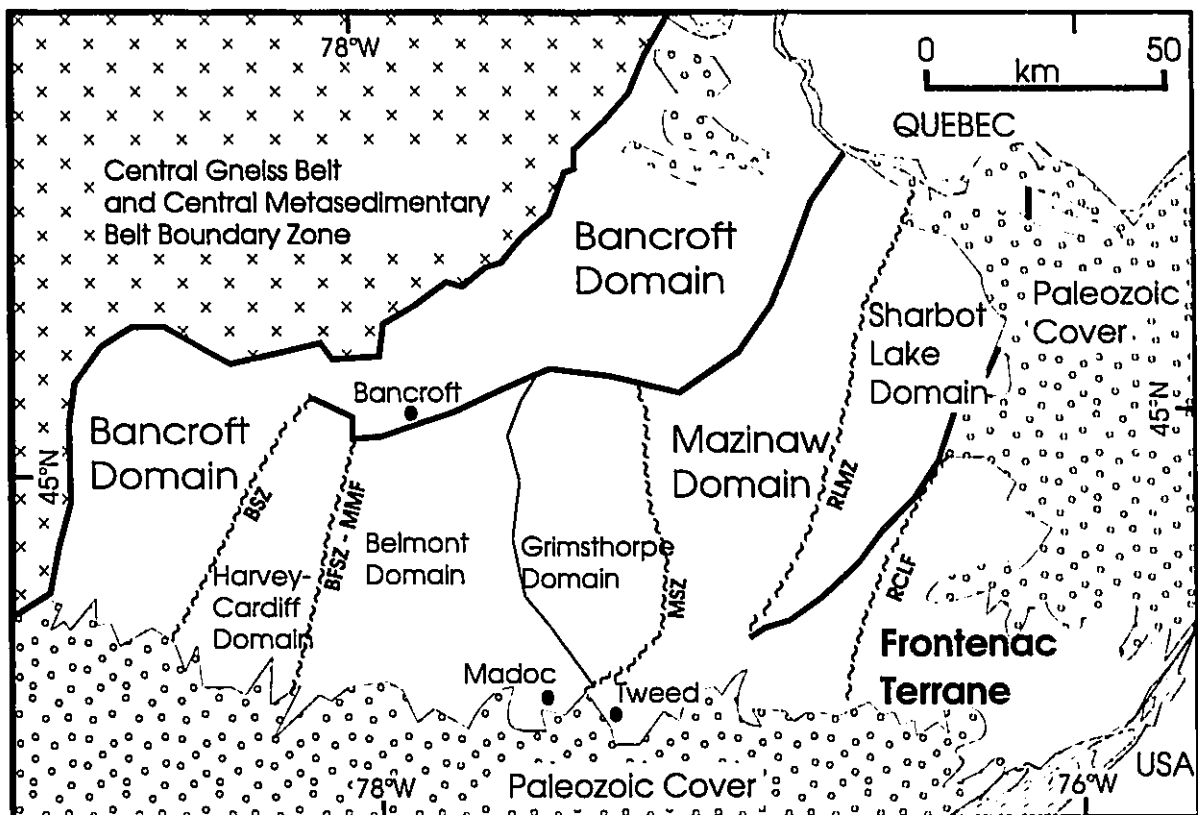 78°W
0 50
km
QUEBEC
Central Gneiss Belt
and Central Metasedimentary
Belt Boundary Zone
Bancroft
Domain
Paleozoic
Cover
Sharbot
Lake
Domain
Bancroft
45°N
Bancroft
Domain
Mazinaw
Domain
45°N
BSZ
BFSZ - MMF
RLMZ
Belmont
Domain
Grimsthorpe
Domain
MSZ
RCLF
Harvey-
Cardiff
Domain
Frontenac
Terrane
Madoc
Tweed
USA
78°W
Paleozoic Cover
76°W